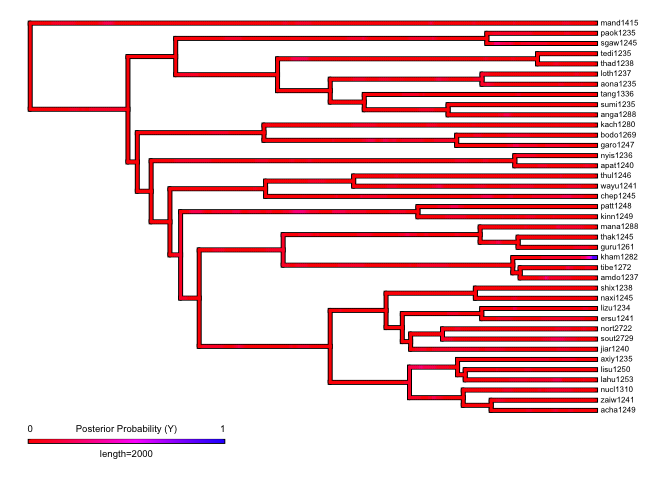 mand1415
paok1235
sgaw1245
tedi1235
thad1238
loth1237
aona1235
tang1336
sumi1235
anga1288
kach1280
bodo1269
garo1247
nyis1236
apat1240
thul1246
wayu1241
chep1245
patt1248
kinn1249
mana1288
thak1245
guru1261
kham1282
tibe1272
amdo1237
shix1238
naxi1245
lizu1234
ersu1241
nort2722
sout2729
jiar1240
axiy1235
lisu1250
lahu1253
nucl1310
zaiw1241
acha1249
0 Posterior Probability (Y) 1
length=2000